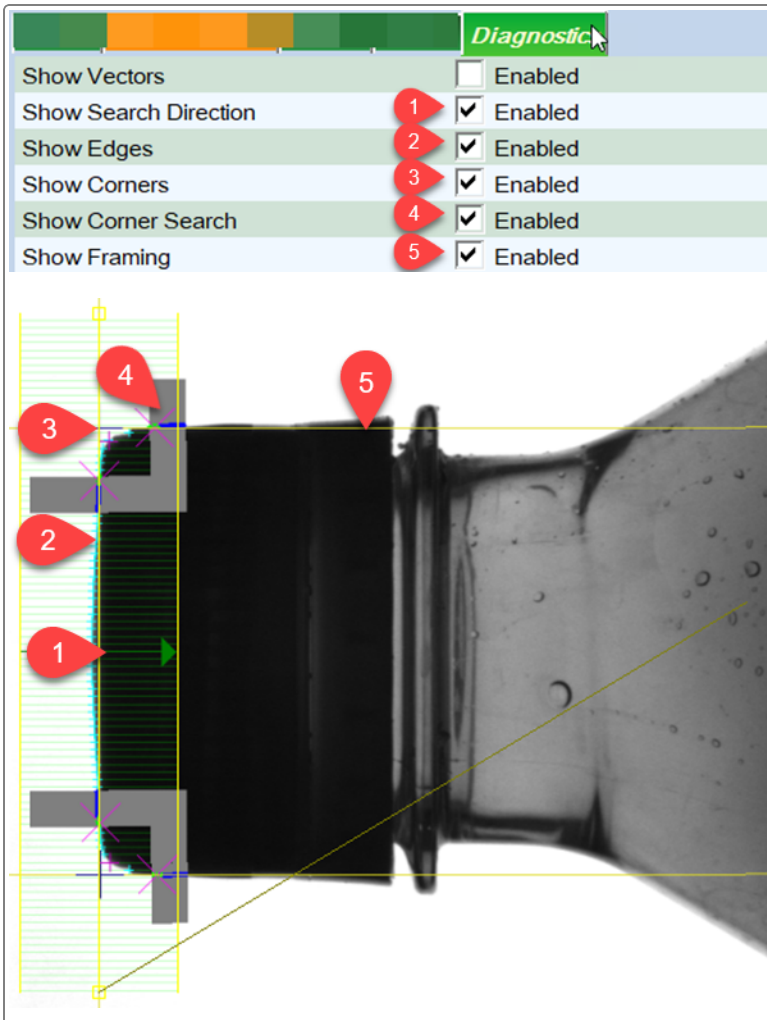 Diagnostic
Show Vectors Enabled
Show Search Direction 1 Enabled
Show Edges 2 Enabled
Show Corners 3 Enabled
Show Corner Search 4 Enabled
Show Framing 5 Enabled
4
5
3
2
1